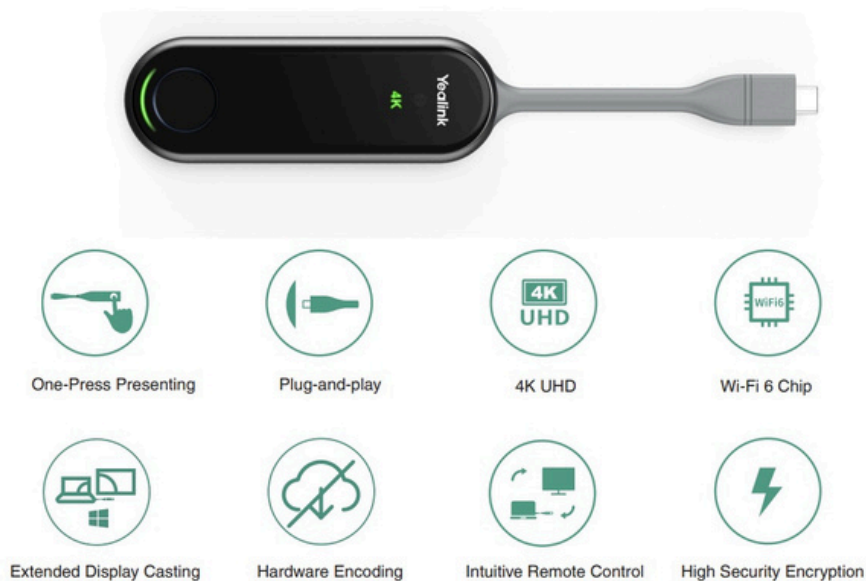 Yealink
4K
One-Press Presenting
Plug-and-play
4K
UHD
4K UHD
WiFi6
Wi-Fi 6 Chip
Extended Display Casting
Hardware Encoding
Intuitive Remote Control
High Security Encryption